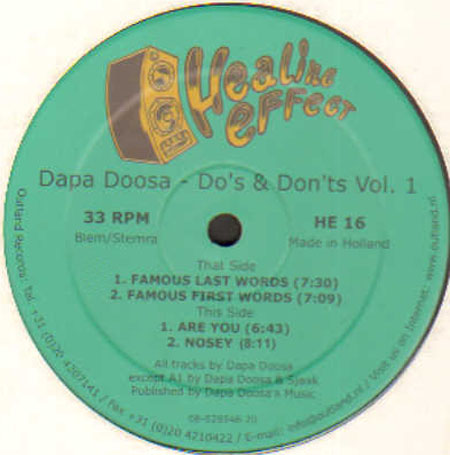 Healing
effect
Dapa Doosa - Do's & Don'ts Vol. 1
33 RPM
Biem/Stemra
HE 16
Made in Holland
That Side
1. FAMOUS LAST WORDS (7:30)
2. FAMOUS FIRST WORDS (7:09)
This Side
1. ARE YOU (6:43)
2. NOSEY (8:11)
All tracks by Dapa Doosa
except A1 by Dapa Doosa & Sjaak
Published by Dapa Doosa's Music
Outland Records: Tel. +31 (0)20 4207141 / Fax +31 (0)20 4210422 / E-mail: info@outland.nl / Visit us on Internet: www.outland.nl